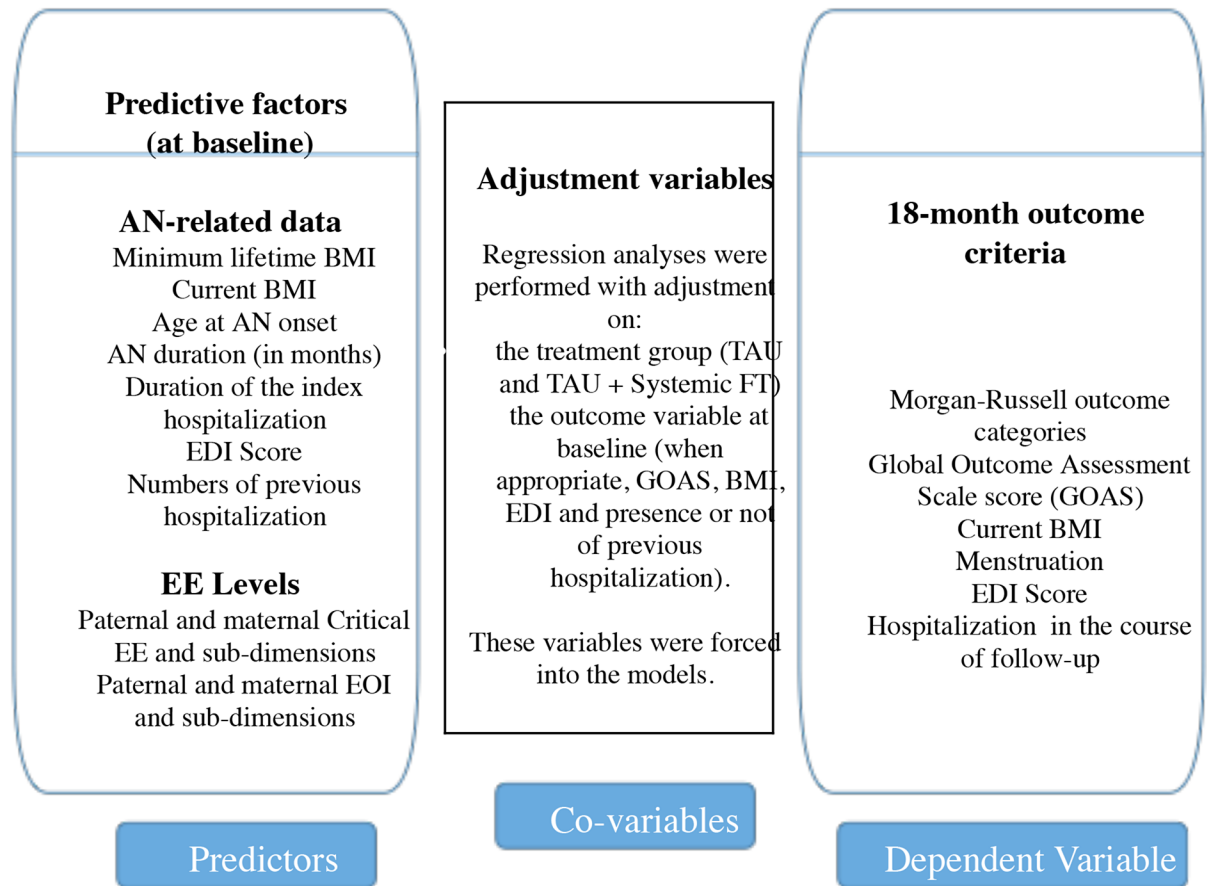 Predictive factors
(at baseline)
AN-related data
Minimum lifetime BMI
Current BMI
Age at AN onset
AN duration (in months)
Duration of the index
hospitalization
EDI Score
Numbers of previous
hospitalization
EE Levels
Paternal and maternal Critical
EE and sub-dimensions
Paternal and maternal EOI
and sub-dimensions
Predictors
Adjustment variables
Regression analyses were
performed with adjustment
on:
the treatment group (TAU
and TAU + Systemic FT)
the outcome variable at
baseline (when
appropriate, GOAS, BMI,
EDI and presence or not
of previous
hospitalization).
These variables were forced
into the models.
Co-variables
18-month outcome
criteria
Morgan-Russell outcome
categories
Global Outcome Assessment
Scale score (GOAS)
Current BMI
Menstruation
EDI Score
Hospitalization in the course
of follow-up
Dependent Variable